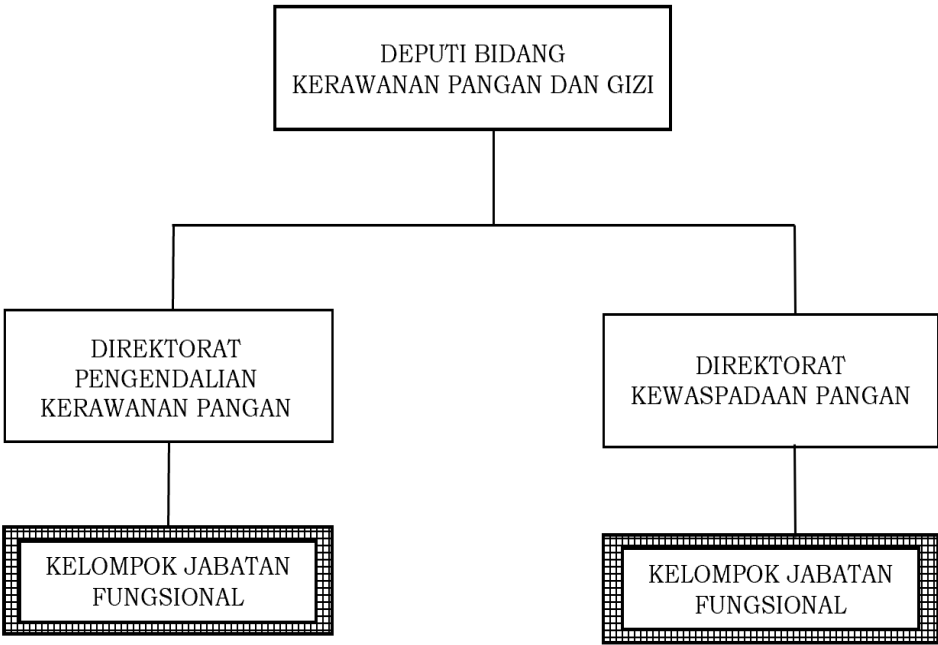 DEPUTI BIDANG
KERAWANAN PANGAN DAN GIZI
DIREKTORAT
PENGENDALIAN
KERAWANAN PANGAN
DIREKTORAT
KEWASPADAAN PANGAN
KELOMPOK JABATAN
FUNGSIONAL
KELOMPOK JABATAN
FUNGSIONAL